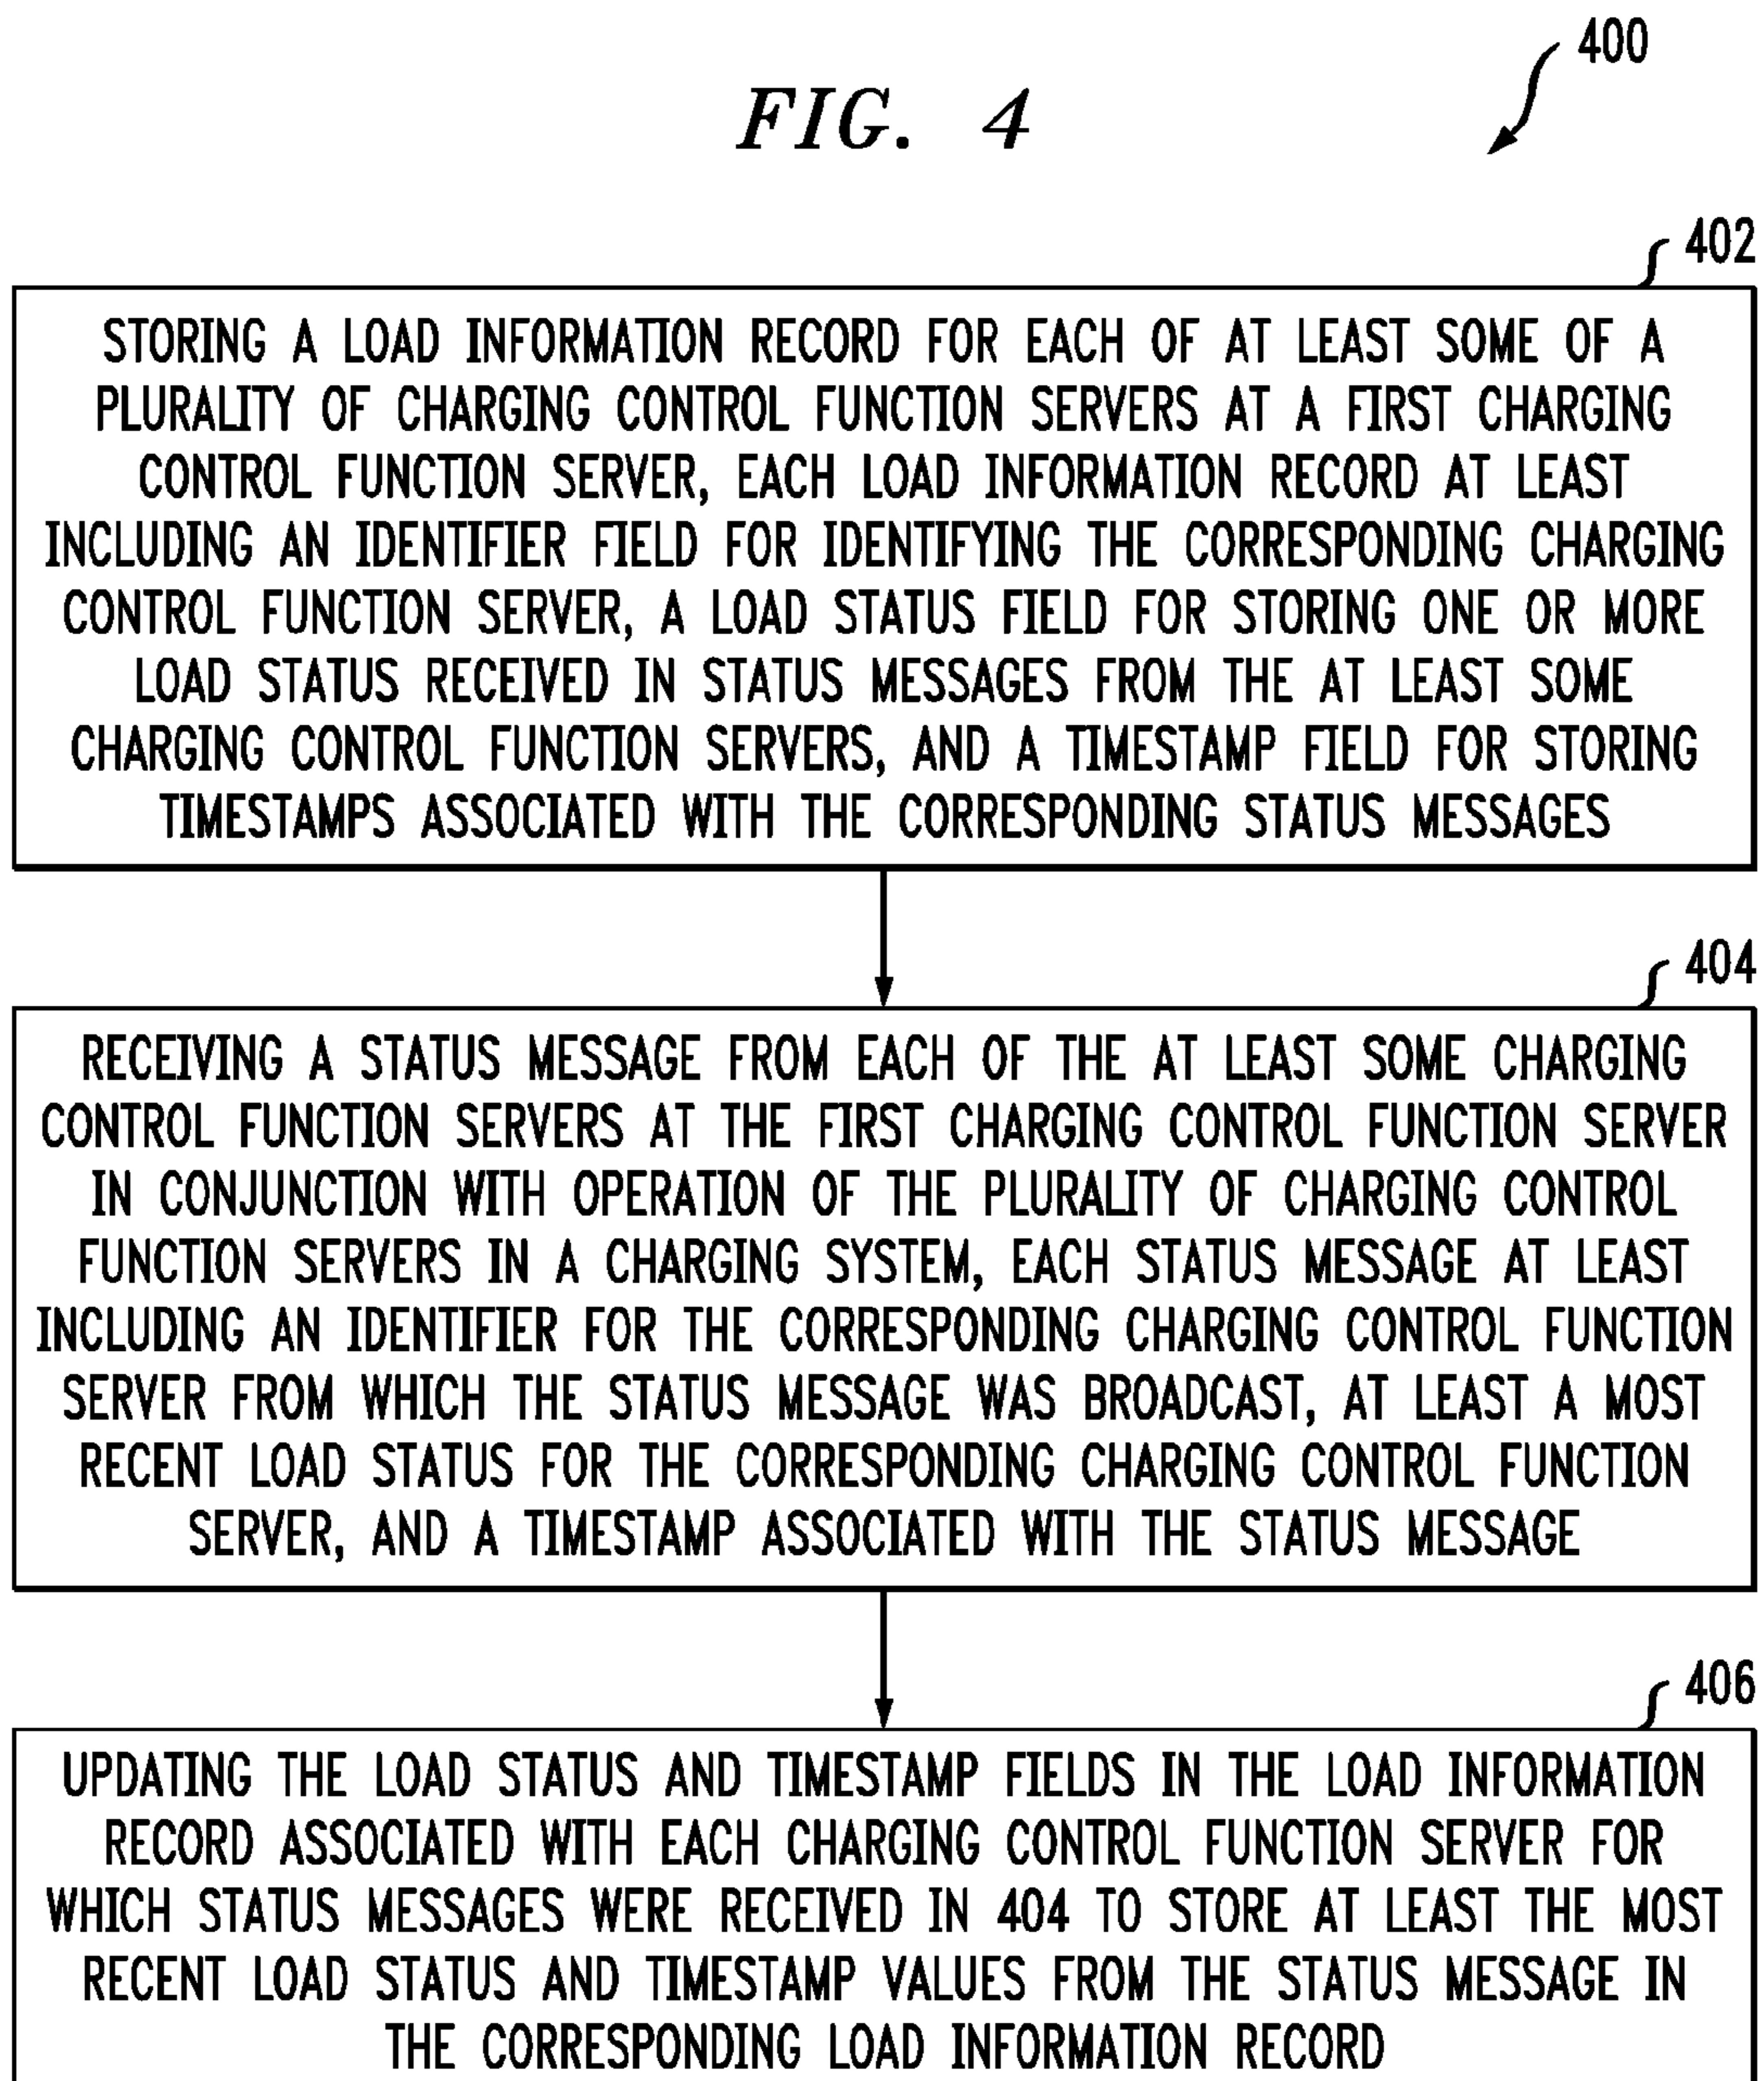 400
FIG. 4
402
STORING A LOAD INFORMATION RECORD FOR EACH OF AT LEAST SOME OF A
PLURALITY OF CHARGING CONTROL FUNCTION SERVERS AT A FIRST CHARGING
CONTROL FUNCTION SERVER, EACH LOAD INFORMATION RECORD AT LEAST
INCLUDING AN IDENTIFIER FIELD FOR IDENTIFYING THE CORRESPONDING CHARGING
CONTROL FUNCTION SERVER, A LOAD STATUS FIELD FOR STORING ONE OR MORE
LOAD STATUS RECEIVED IN STATUS MESSAGES FROM THE AT LEAST SOME
CHARGING CONTROL FUNCTION SERVERS, AND A TIMESTAMP FIELD FOR STORING
TIMESTAMPS ASSOCIATED WITH THE CORRESPONDING STATUS MESSAGES
404
RECEIVING A STATUS MESSAGE FROM EACH OF THE AT LEAST SOME CHARGING
CONTROL FUNCTION SERVERS AT THE FIRST CHARGING CONTROL FUNCTION SERVER
IN CONJUNCTION WITH OPERATION OF THE PLURALITY OF CHARGING CONTROL
FUNCTION SERVERS IN A CHARGING SYSTEM, EACH STATUS MESSAGE AT LEAST
INCLUDING AN IDENTIFIER FOR THE CORRESPONDING CHARGING CONTROL FUNCTION
SERVER FROM WHICH THE STATUS MESSAGE WAS BROADCAST, AT LEAST A MOST
RECENT LOAD STATUS FOR THE CORRESPONDING CHARGING CONTROL FUNCTION
SERVER, AND A TIMESTAMP ASSOCIATED WITH THE STATUS MESSAGE
406
UPDATING THE LOAD STATUS AND TIMESTAMP FIELDS IN THE LOAD INFORMATION
RECORD ASSOCIATED WITH EACH CHARGING CONTROL FUNCTION SERVER FOR
WHICH STATUS MESSAGES WERE RECEIVED IN 404 TO STORE AT LEAST THE MOST
RECENT LOAD STATUS AND TIMESTAMP VALUES FROM THE STATUS MESSAGE IN
THE CORRESPONDING LOAD INFORMATION RECORD